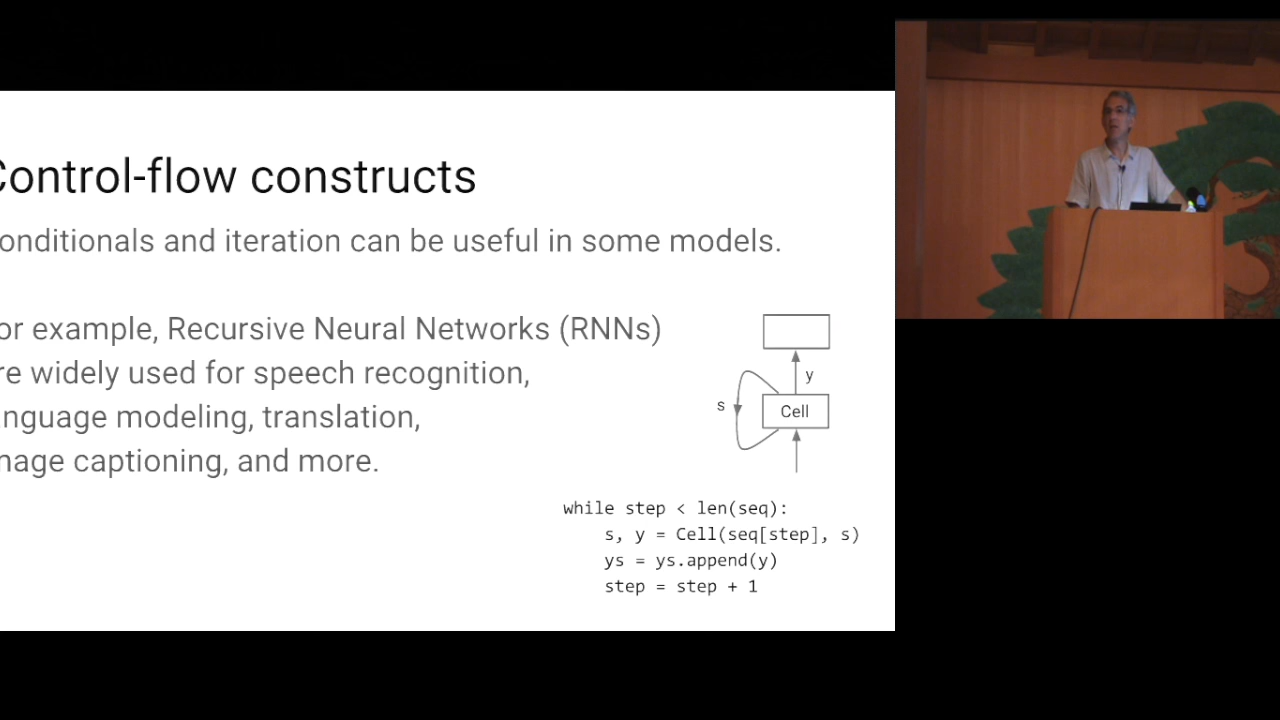 Control-flow constructs
onditionals and iteration can be useful in some models.
or example, Recursive Neural Networks (RNNs)
re widely used for speech recognition,
anguage modeling, translation,
mage captioning, and more.
y
s
Cell
while step < len(seq):
s, y = Cell(seq[step], s)
ys = ys.append(y)
step = step + 1